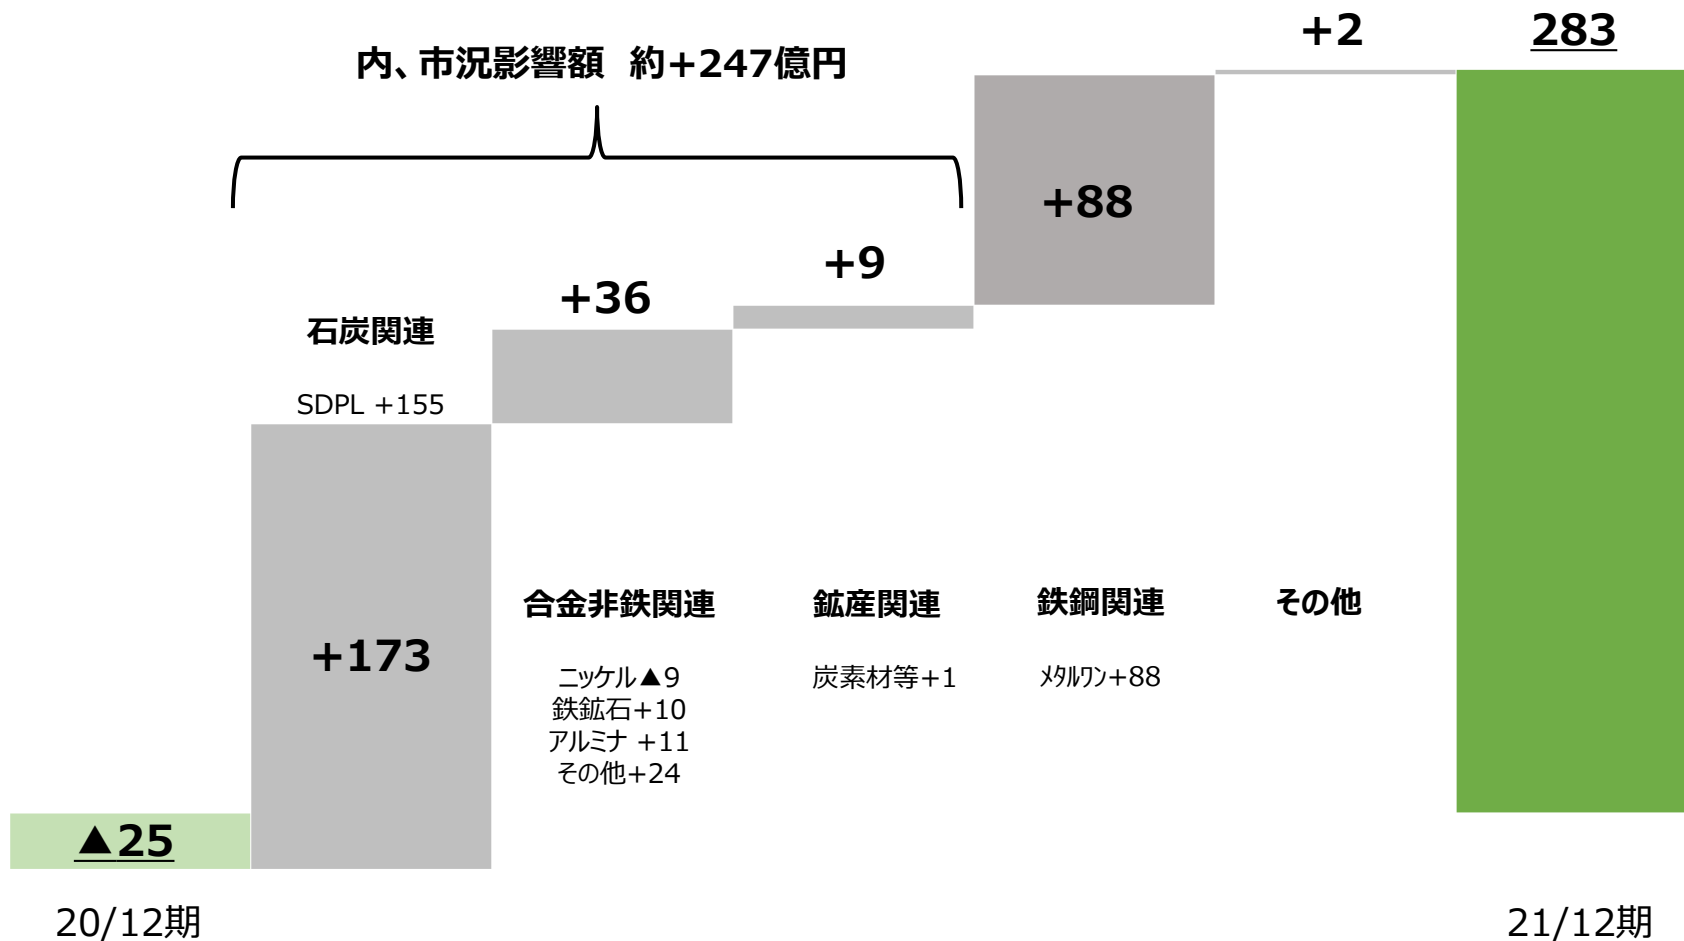 +2
283
内、市況影響額 約+247億円
+88
+9
+36
石炭関連
SDPL +155
合金非鉄関連
鉱産関連
鉄鋼関連
その他
+173
ニッケル▲9
鉄鉱石+10
アルミナ +11
その他+24
炭素材等+1
ﾒﾀﾙﾜﾝ+88
▲25
20/12期
21/12期